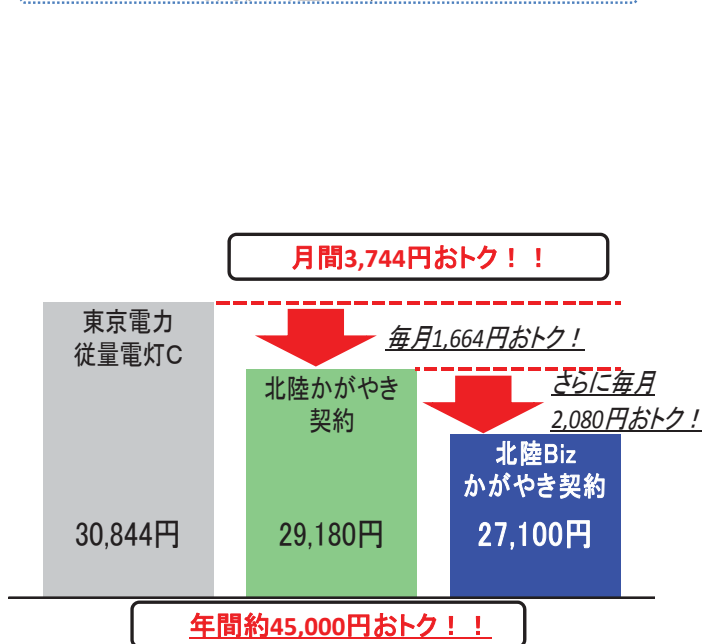 月間3,744円おトク！！
東京電力
従量電灯C
毎月1,664円おトク！
北陸かがやき
契約
さらに毎月
2,080円おトク！
北陸Biz
かがやき契約
30,844円
29,180円
27,100円
年間約45,000円おトク！！